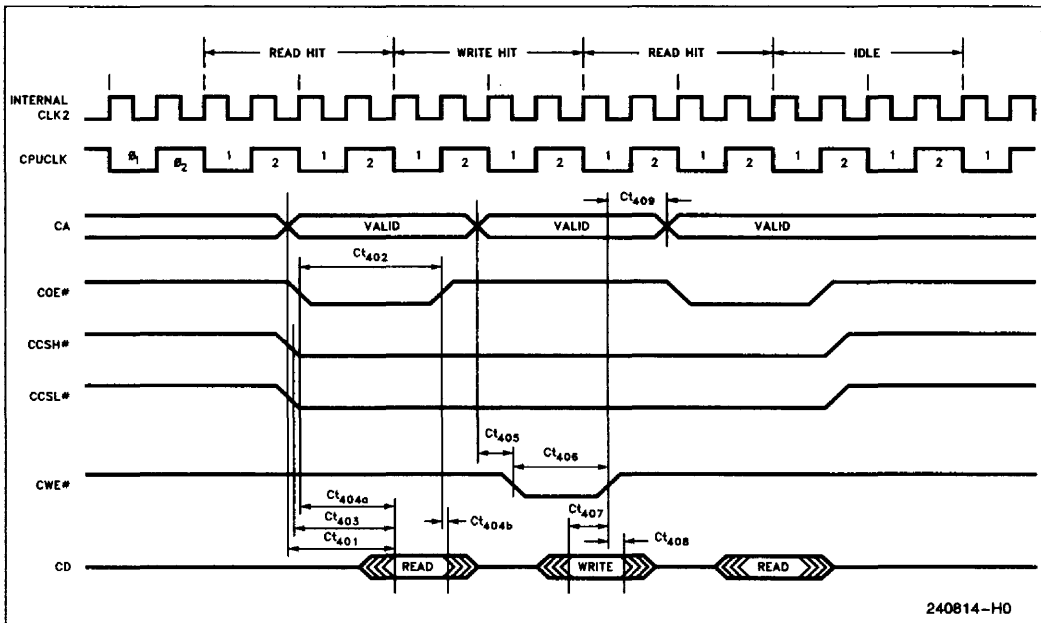 READ HIT WRITE HIT READ HIT IDLE
INTERNAL
CLK2
CPUCLK ø1 ø2 1 2 1 2 1 2 1 2 1 2 1 2 1 2 1 2 1
Ct409
CA VALID VALID VALID
Ct402
COE#
CCSH#
CCSL#
Ct405 Ct406
CWE#
Ct404a Ct407
Ct403 Ct404b
Ct401 Ct408
CD READ WRITE READ
240814-H0